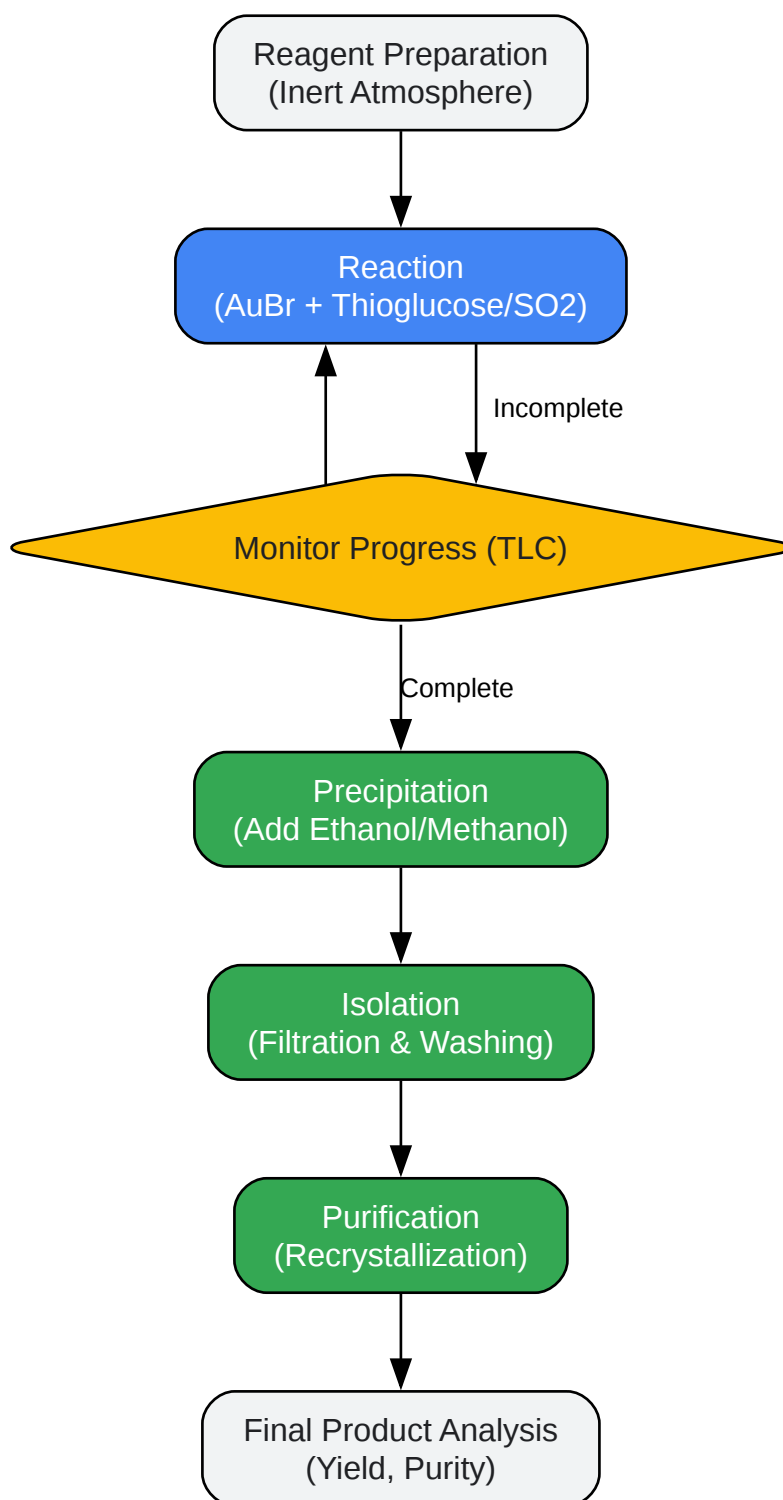 Reagent Preparation
(Inert Atmosphere)
Reaction
(AuBr + Thioglucose/SO2)
Incomplete
Monitor Progress (TLC)
Complete
Precipitation
(Add Ethanol/Methanol)
Isolation
(Filtration & Washing)
Purification
(Recrystallization)
Final Product Analysis
(Yield, Purity)